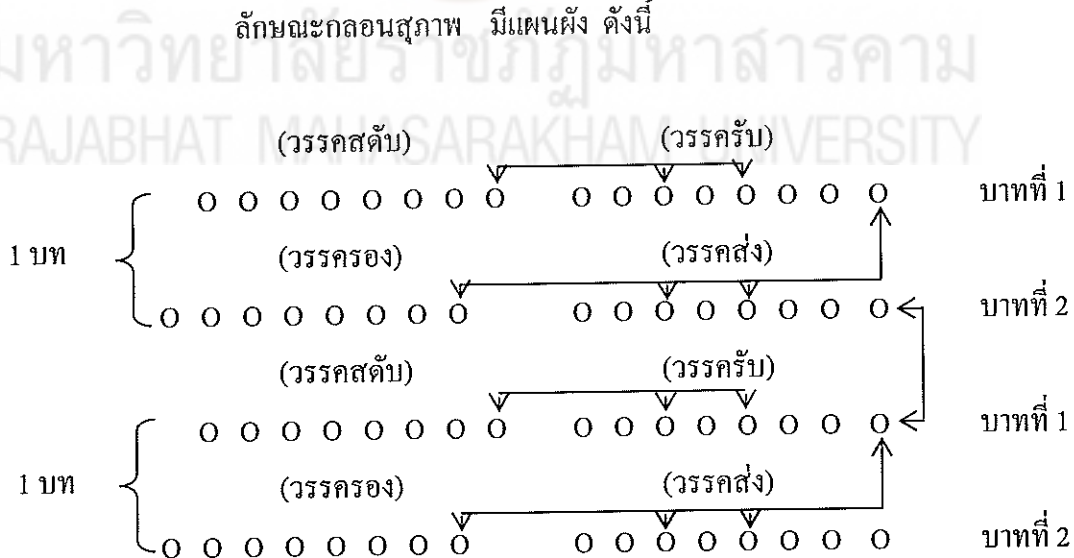 ลักษณะกลอนสุภาพ มีแผนผัง ดังนี้
มหาวิทยาลัยราชภัฏมหาสารคาม
RAJABHAT MAHASARAKHAM UNIVERSITY
(วรรคสดับ) (วรรครับ)
O O O O O O O O O O O O O O O O บาทที่ 1
1 บท (วรรครอง) (วรรคส่ง)
O O O O O O O O O O O O O O O O บาทที่ 2
(วรรคสดับ) (วรรครับ)
O O O O O O O O O O O O O O O O บาทที่ 1
1 บท (วรรครอง) (วรรคส่ง)
O O O O O O O O O O O O O O O O บาทที่ 2